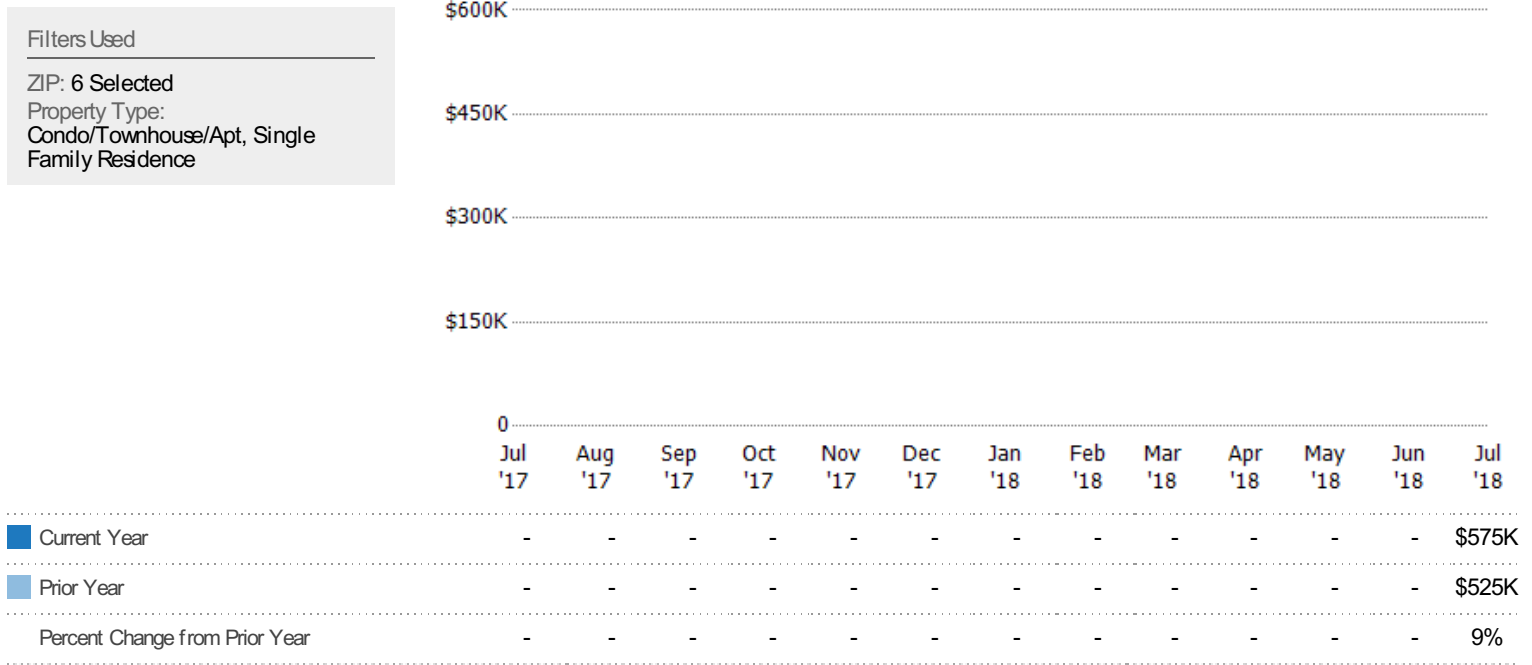 Filters Used
ZIP: 6 Selected
Property Type:
Condo/Townhouse/Apt, Single
Family Residence
$600K
$450K
$300K
$150K
0
Jul Aug Sep Oct Nov Dec Jan Feb Mar Apr May Jun Jul
'17 '17 '17 '17 '17 '17 '18 '18 '18 '18 '18 '18 '18
Current Year - - - - - - - - - - - - $575K
Prior Year - - - - - - - - - - - - $525K
Percent Change from Prior Year - - - - - - - - - - - - 9%